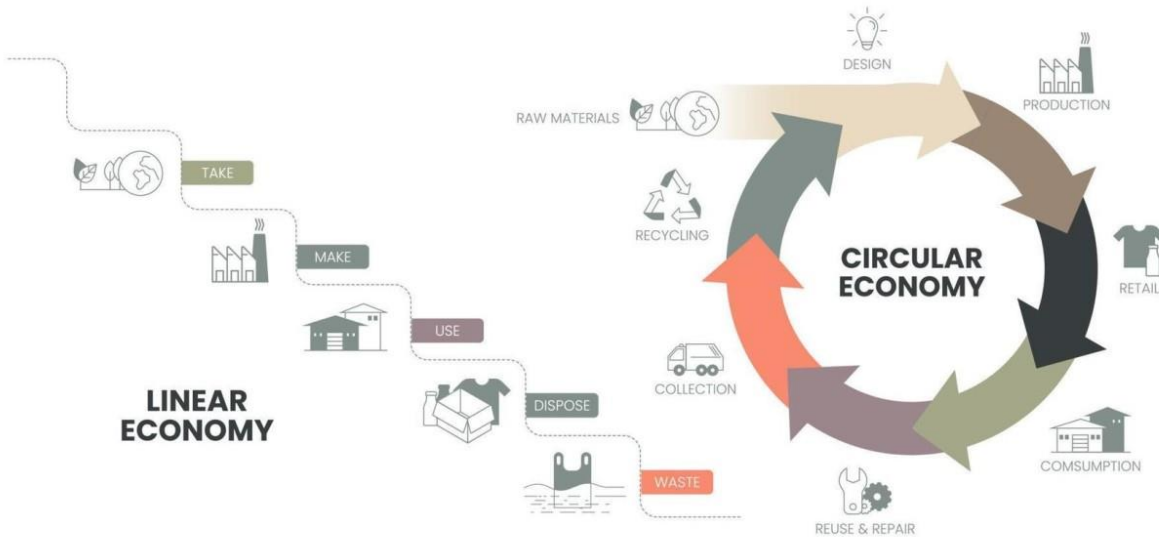 TAKE
MAKE
USE
DISPOSE
WASTE
LINEAR
ECONOMY
DESIGN
PRODUCTION
RAW MATERIALS
RECYCLING
RETAIL
CIRCULAR
ECONOMY
COLLECTION
COMSUMPTION
REUSE & REPAIR